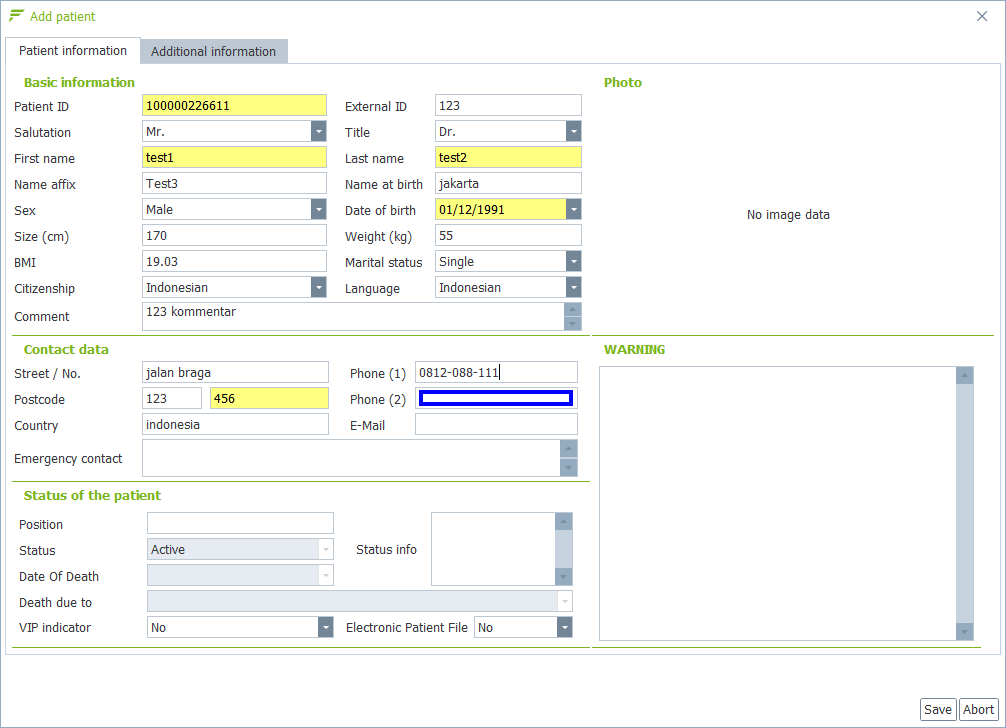 Add patient
Patient information Additional information
Basic information
Patient ID 100000226611 External ID 123
Salutation Mr. Title Dr.
First name test1 Last name test2
Name affix Test3 Name at birth jakarta
Sex Male Date of birth 01/12/1991
Size (cm) 170 Weight (kg) 55
BMI 19.03 Marital status Single
Citizenship Indonesian Language Indonesian
Comment 123 kommentar
Photo
No image data
Contact data
Street / No. jalan braga Phone (1) 0812-088-111
Postcode 123 456 Phone (2)
Country indonesia E-Mail
Emergency contact
WARNING
Status of the patient
Position
Status Active Status info
Date Of Death
Death due to
VIP indicator No Electronic Patient File No
Save Abort